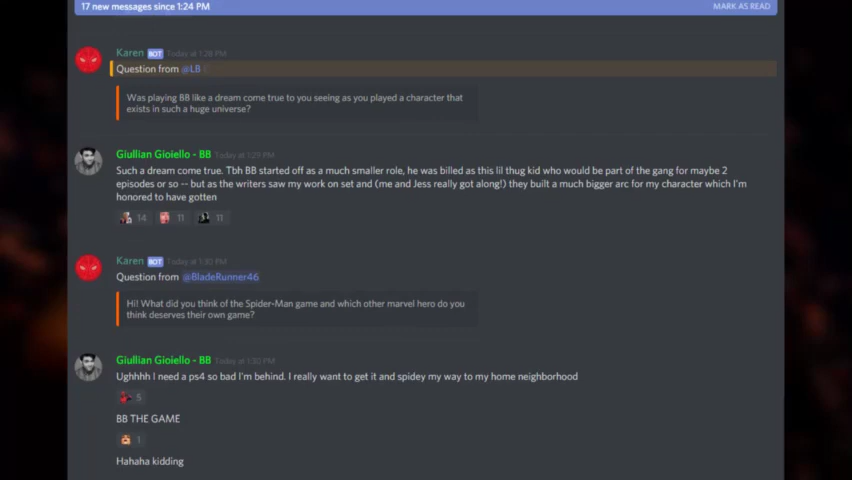 17 new messages since 1:24 PM MARK AS READ
Karen BOT Today at 1:28 PM
Question from @LB
Was playing BB like a dream come true to you seeing as you played a character that
exists in such a huge universe?
Giullian Gioiello - BB Today at 1:29 PM
Such a dream come true. Tbh BB started off as a much smaller role, he was billed as this lil thug kid who would be part of the gang for maybe 2
episodes or so -- but as the writers saw my work on set and (me and Jess really got along!) they built a much bigger arc for my character which I'm
honored to have gotten
14 11 11
Karen BOT Today at 1:30 PM
Question from @BladeRunner46
Hi! What did you think of the Spider-Man game and which other marvel hero do you
think deserves their own game?
Giullian Gioiello - BB Today at 1:30 PM
Ughhhh I need a ps4 so bad I'm behind. I really want to get it and spidey my way to my home neighborhood
5
BB THE GAME
1
Hahaha kidding